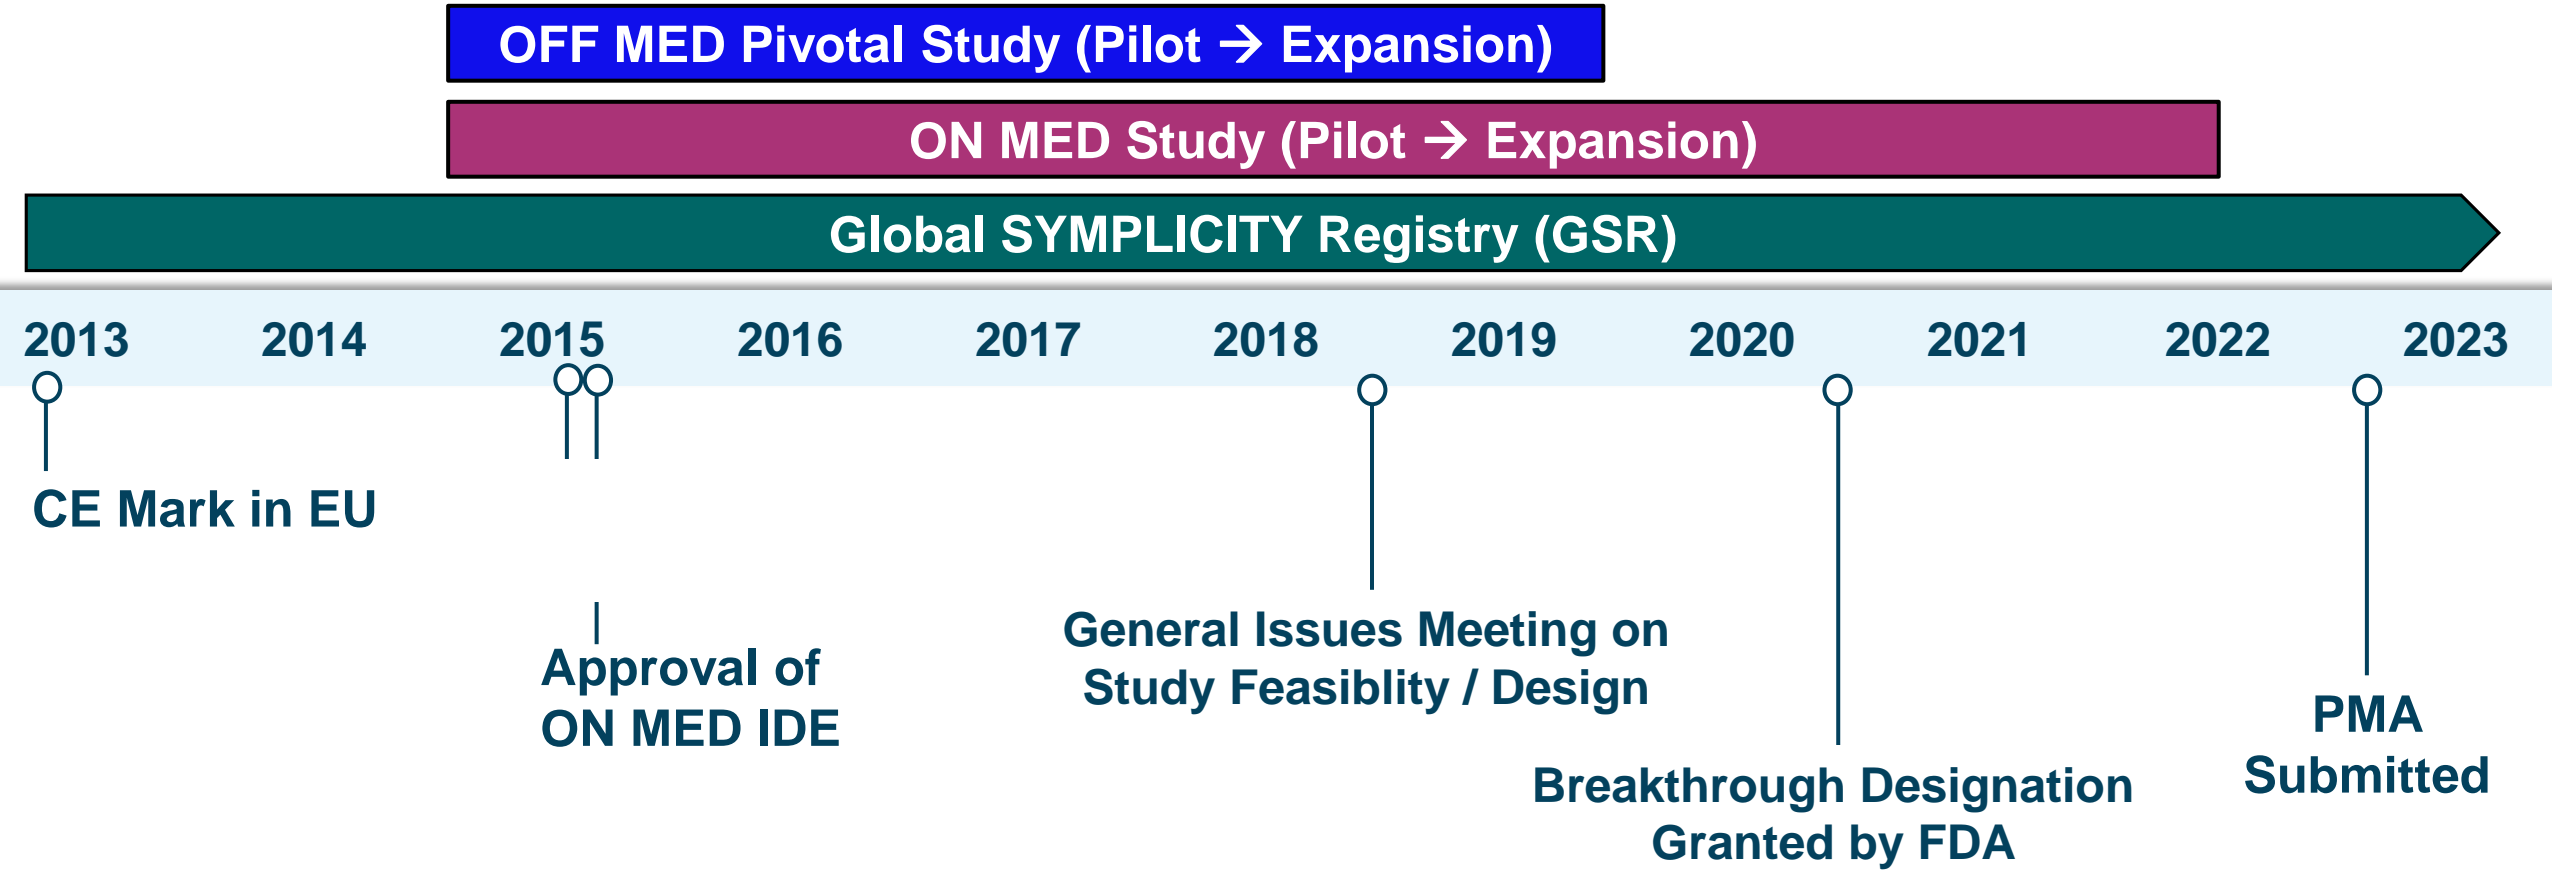 OFF MED Pivotal Study (Pilot → Expansion)
ON MED Study (Pilot → Expansion)
Global SYMPLICITY Registry (GSR)
2013 2014 2015 2016 2017 2018 2019 2020 2021 2022 2023
CE Mark in EU
Approval of
ON MED IDE
General Issues Meeting on
Study Feasiblity / Design
Breakthrough Designation
Granted by FDA
PMA
Submitted